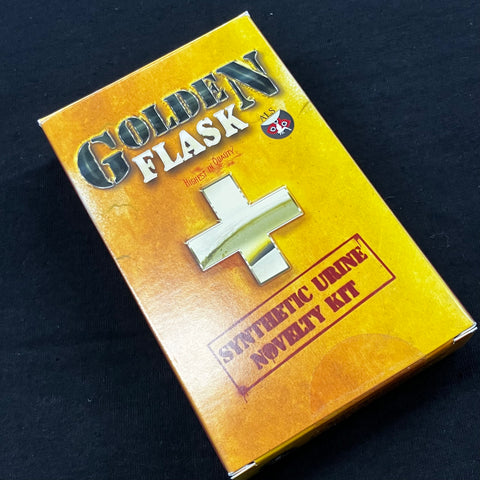 GOLDEN
FLASK
ALS
HIGHEST IN QUALITY
SYNTHETIC URINE
NOVELTY KIT